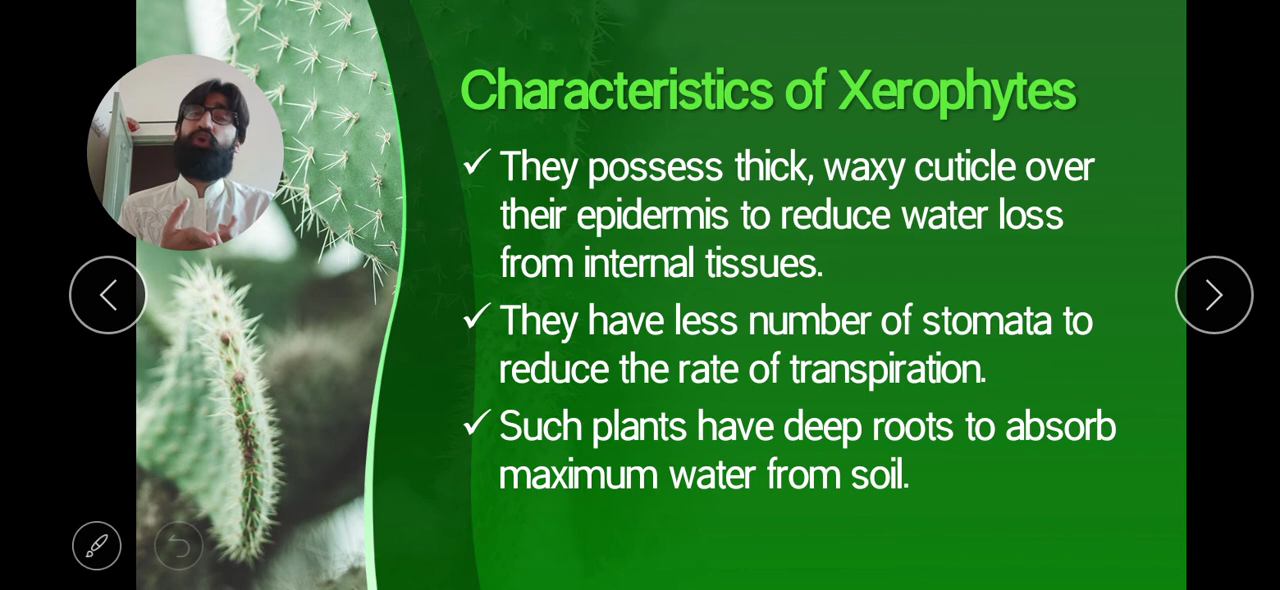 Characteristics of Xerophytes
✓ They possess thick, waxy cuticle over
their epidermis to reduce water loss
from internal tissues.
✓ They have less number of stomata to
reduce the rate of transpiration.
✓ Such plants have deep roots to absorb
maximum water from soil.